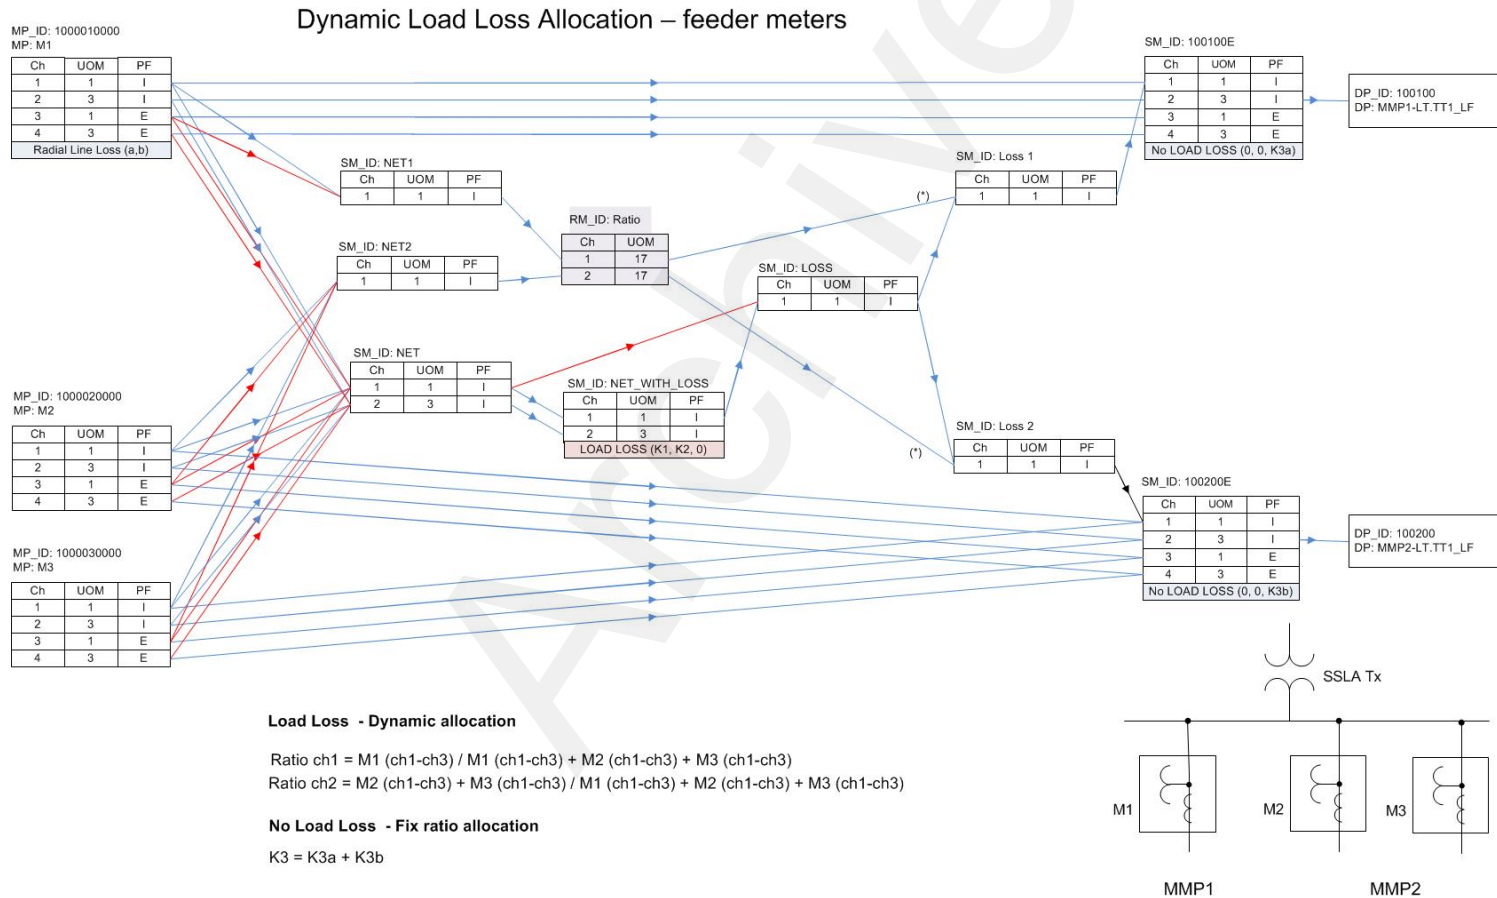 Dynamic Load Loss Allocation – feeder meters
MP_ID: 1000010000
MP: M1
Ch UOM PF
1 1 I
2 3 I
3 1 E
4 3 E
Radial Line Loss (a,b)
SM_ID: NET1
Ch UOM PF
1 1 I
SM_ID: NET2
Ch UOM PF
1 1 I
RM_ID: Ratio
Ch UOM
1 17
2 17
SM_ID: NET
Ch UOM PF
1 1 I
2 3 I
SM_ID: NET_WITH_LOSS
Ch UOM PF
1 1 I
2 3 I
LOAD LOSS (K1, K2, 0)
SM_ID: LOSS
Ch UOM PF
1 1 I
SM_ID: Loss 1
Ch UOM PF
(*)
1 1 I
SM_ID: 100100E
Ch UOM PF
1 1 I
2 3 I
3 1 E
4 3 E
No LOAD LOSS (0, 0, K3a)
DP_ID: 100100
DP: MMP1-LT.TT1_LF
MP_ID: 1000020000
MP: M2
Ch UOM PF
1 1 I
2 3 I
3 1 E
4 3 E
SM_ID: Loss 2
Ch UOM PF
(*)
1 1 I
SM_ID: 100200E
Ch UOM PF
1 1 I
2 3 I
3 1 E
4 3 E
No LOAD LOSS (0, 0, K3b)
DP_ID: 100200
DP: MMP2-LT.TT1_LF
MP_ID: 1000030000
MP: M3
Ch UOM PF
1 1 I
2 3 I
3 1 E
4 3 E
Load Loss - Dynamic allocation
Ratio ch1 = M1 (ch1-ch3) / M1 (ch1-ch3) + M2 (ch1-ch3) + M3 (ch1-ch3)
Ratio ch2 = M2 (ch1-ch3) + M3 (ch1-ch3) / M1 (ch1-ch3) + M2 (ch1-ch3) + M3 (ch1-ch3)
No Load Loss - Fix ratio allocation
K3 = K3a + K3b
SSLA Tx
M1
M2
M3
MMP1
MMP2
Archive